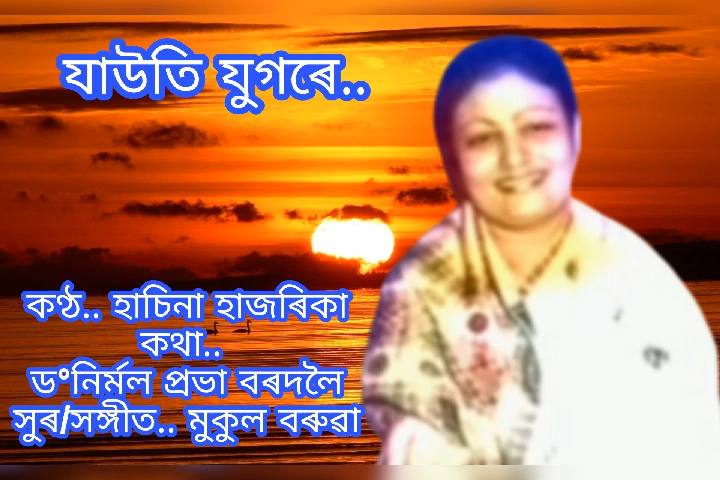 যাউতি যুগৰে..
কণ্ঠ.. হাচিনা হাজৰিকা
কথা..
ড°নিৰ্মল প্ৰভা বৰদলৈ
সুৰ/সঙ্গীত.. মুকুল বৰুৱা